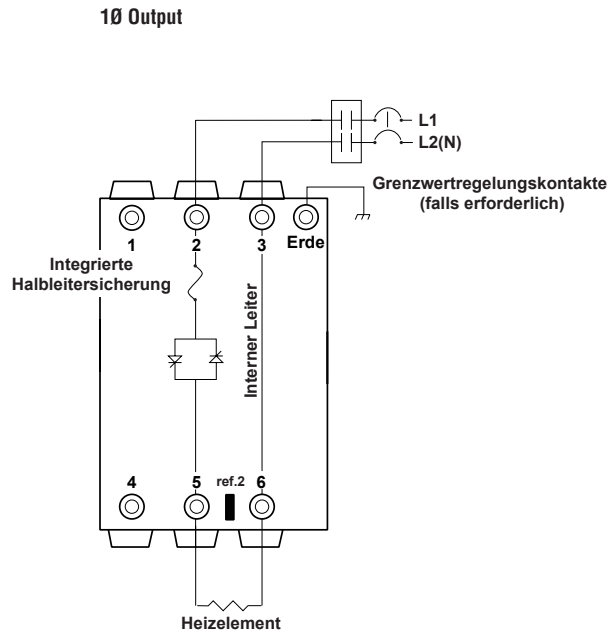 1Ø Output
L1
L2(N)
Grenzwertregelungskontakte
(falls erforderlich)
1
2
3
Erde
Integrierte
Halbleitersicherung
Interner Leiter
4
5
ref.2
6
Heizelement